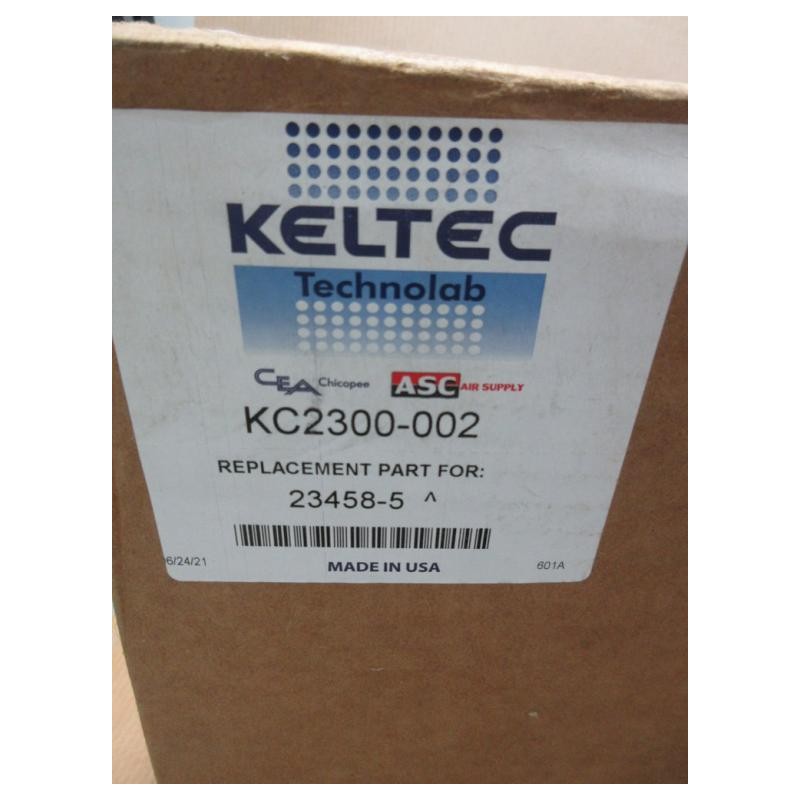 KELTEC
Technolab
CEA Chicopee ASC AIR SUPPLY
KC2300-002
REPLACEMENT PART FOR:
23458-5 ^
6/24/21 MADE IN USA 601A